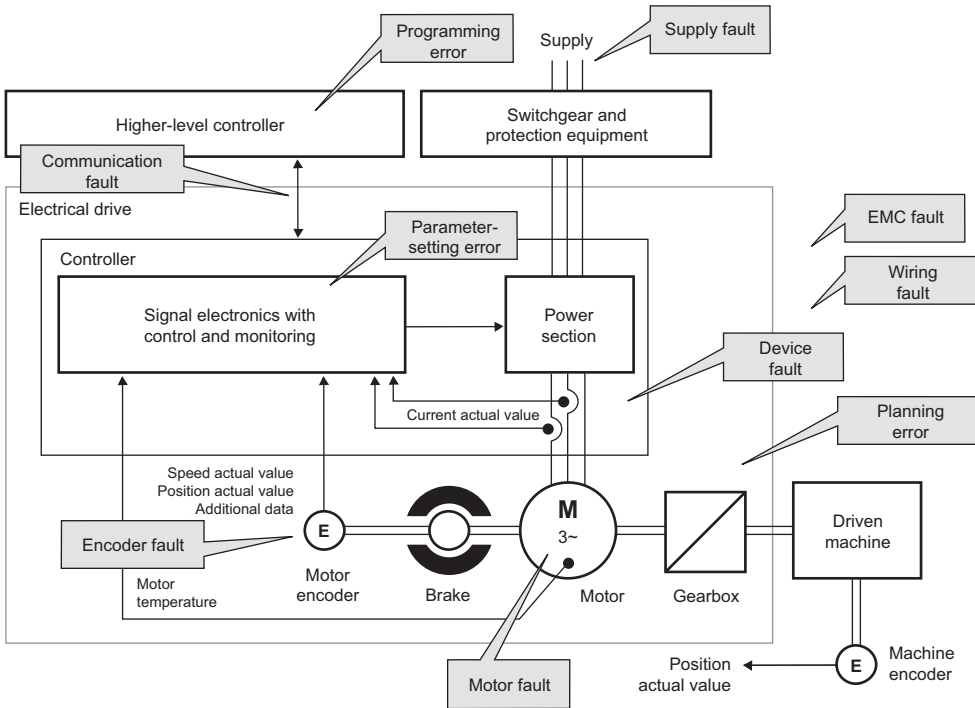 Programming
error
Supply
Supply fault
Higher-level controller
Switchgear and
protection equipment
Communication
fault
Electrical drive
EMC fault
Parameter-
setting error
Controller
Wiring
fault
Signal electronics with
control and monitoring
Power
section
Device
fault
Current actual value
Planning
error
Speed actual value
Position actual value
Additional data
M
3~
Driven
machine
Encoder fault
E
Motor
encoder
Brake
Motor
Gearbox
Motor
temperature
Motor fault
Position
actual value
E
Machine
encoder